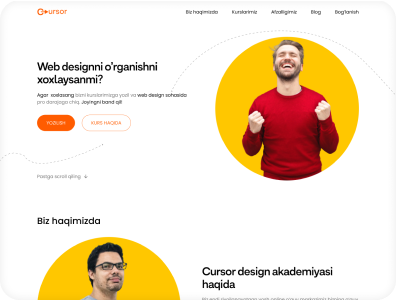 Cursor
Biz haqimizda Kurslarimiz Afzalligimiz Blog Bog'lanish
Web designni o'rganishni
xoxlaysanmi?
Agar xoxlasang bizni kurslarimizga yozil va web design sohasida
pro darajaga chiq, Joyingni band qil!
YOZILISH KURS HAQIDA
Pastga scroll qiling ↓
Biz haqimizda
Cursor design akademiyasi
haqida